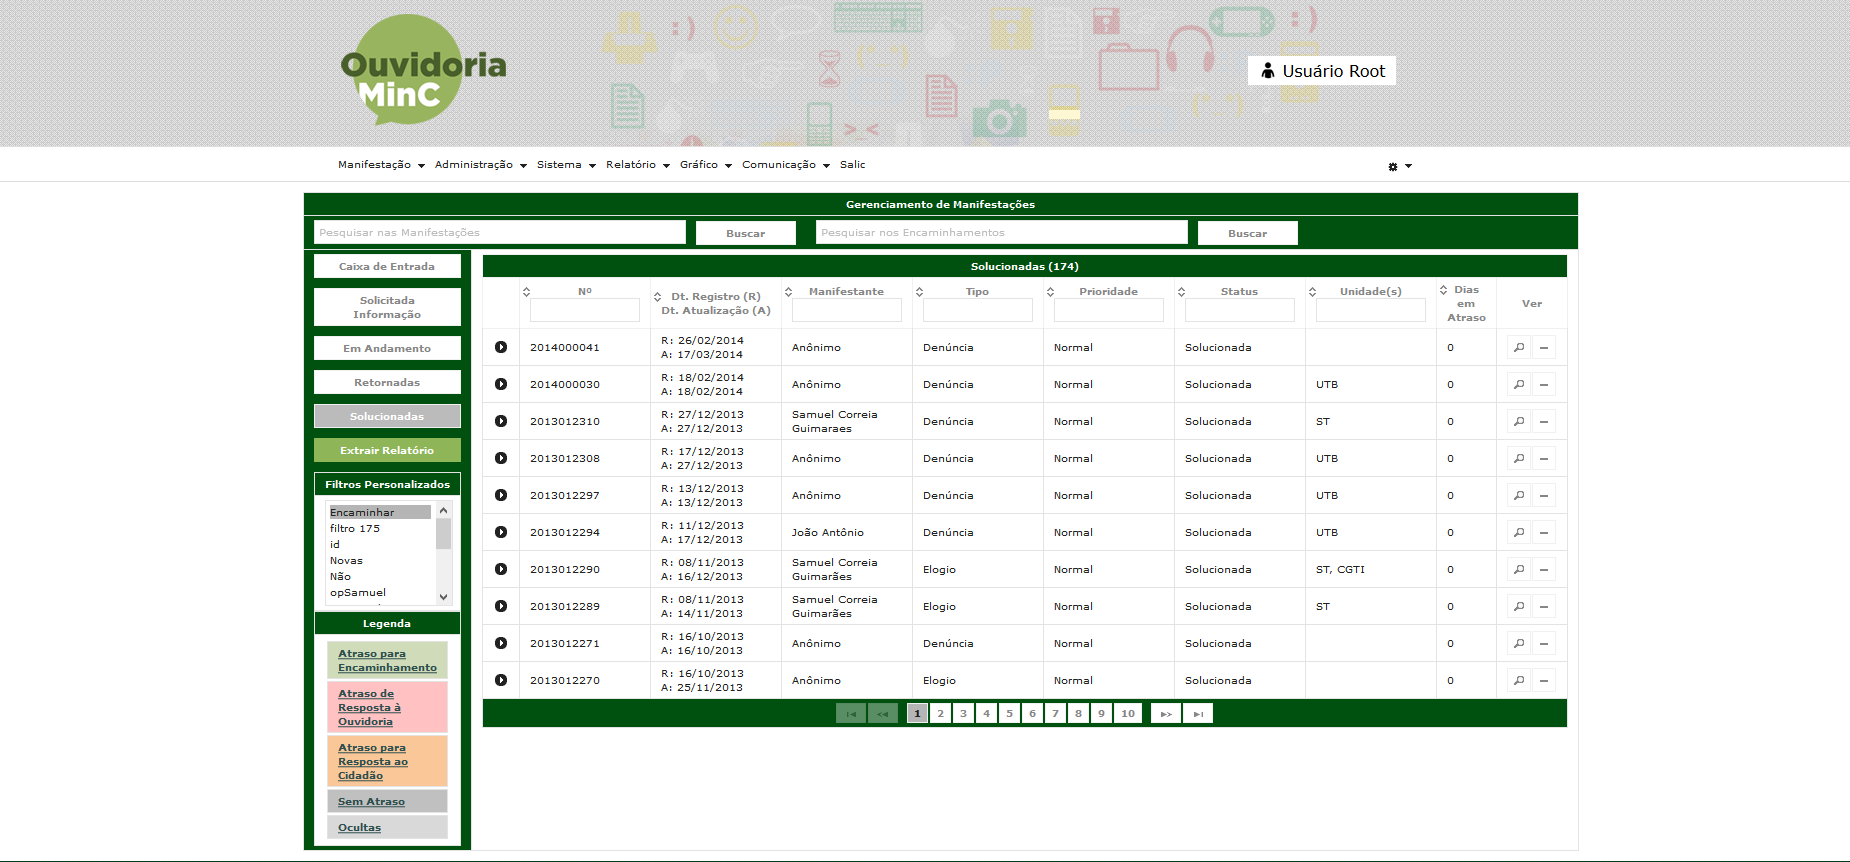 Ouvidoria
MinC
Usuário Root
Manifestação Administração Sistema Relatório Gráfico Comunicação Salic
Gerenciamento de Manifestações
Pesquisar nas Manifestações Buscar Pesquisar nos Encaminhamentos Buscar
Caixa de Entrada
Solicitada
Informação
Em Andamento
Retornadas
Solucionadas
Extrair Relatório
Filtros Personalizados
Encaminhar
filtro 175
id
Novas
Não
opSamuel
Legenda
Atraso para
Encaminhamento
Atraso de
Resposta à
Ouvidoria
Atraso para
Resposta ao
Cidadão
Sem Atraso
Ocultas
Solucionadas (174)
Nº
Dt. Registro (R)
Dt. Atualização (A)
Manifestante
Tipo
Prioridade
Status
Unidade(s)
Dias
em
Atraso
Ver
2014000041
R: 26/02/2014
A: 17/03/2014
Anônimo
Denúncia
Normal
Solucionada
0
2014000030
R: 18/02/2014
A: 18/02/2014
Anônimo
Denúncia
Normal
Solucionada
UTB
0
2013012310
R: 27/12/2013
A: 27/12/2013
Samuel Correia
Guimaraes
Denúncia
Normal
Solucionada
ST
0
2013012308
R: 17/12/2013
A: 27/12/2013
Anônimo
Denúncia
Normal
Solucionada
UTB
0
2013012297
R: 13/12/2013
A: 13/12/2013
Anônimo
Denúncia
Normal
Solucionada
UTB
0
2013012294
R: 11/12/2013
A: 17/12/2013
João Antônio
Denúncia
Normal
Solucionada
UTB
0
2013012290
R: 08/11/2013
A: 16/12/2013
Samuel Correia
Guimarães
Elogio
Normal
Solucionada
ST, CGTI
0
2013012289
R: 08/11/2013
A: 14/11/2013
Samuel Correia
Guimarães
Elogio
Normal
Solucionada
ST
0
2013012271
R: 16/10/2013
A: 16/10/2013
Anônimo
Denúncia
Normal
Solucionada
0
2013012270
R: 16/10/2013
A: 25/11/2013
Anônimo
Elogio
Normal
Solucionada
0
1 2 3 4 5 6 7 8 9 10